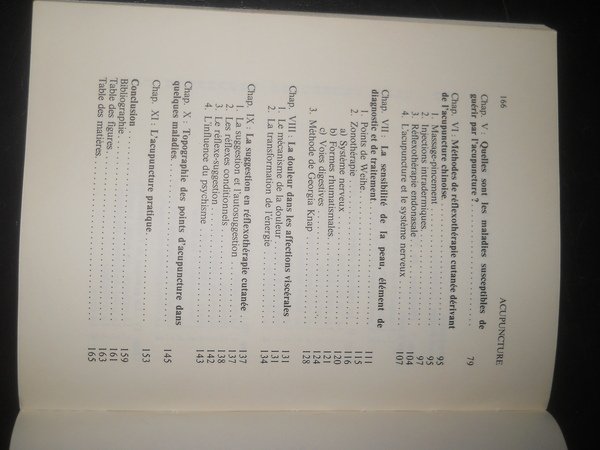 166 ACUPUNCTURE
Chap. V : Quelles sont les maladies susceptibles de
guérir par l'acupuncture ? . . . . . . . . . . 79
Chap. VI : Méthodes de réflexothérapie cutanée dérivant
de l'acupuncture chinoise. . . . . . . . . . . 95
1. Massage-puncturement . . . . . . . . . . 95
2. Injections intradermiques. . . . . . . . . . 97
3. Réflexothérapie endonasale . . . . . . . . . . 104
4. L'acupuncture et le système nerveux . . . . . . . . . . 107
Chap. VII : La sensibilité de la peau, élément de
diagnostic et de traitement. . . . . . . . . . . 111
1. Points de Weihe . . . . . . . . . . 115
2. Zonothérapie . . . . . . . . . . 116
a) Système nerveux . . . . . . . . . . 120
b) Formes rhumatismales. . . . . . . . . . 121
c) Voies digestives . . . . . . . . . . 124
3. Méthode de Georgia Knap . . . . . . . . . . 128
Chap. VIII : La douleur dans les affections viscérales 131
1. Le mécanisme de la douleur . . . . . . . . . . 131
2. La transformation de l'énergie . . . . . . . . . . 134
Chap. IX : La suggestion en réflexothérapie cutanée . . 137
1. La suggestion et l'autosuggestion . . . . . . . . . . 137
2. Les réflexes conditionnels . . . . . . . . . . 138
3. Le réflexe-suggestion . . . . . . . . . . 142
4. L'influence du psychisme . . . . . . . . . . 143
Chap. X : Topographie des points d'acupuncture dans
quelques maladies. . . . . . . . . . . 145
Chap. XI : L'acupuncture pratique . . . . . . . . . . 153
Conclusion . . . . . . . . . . 159
Bibliographie. . . . . . . . . . 161
Table des figures. . . . . . . . . . 163
Table des matières. . . . . . . . . . 165